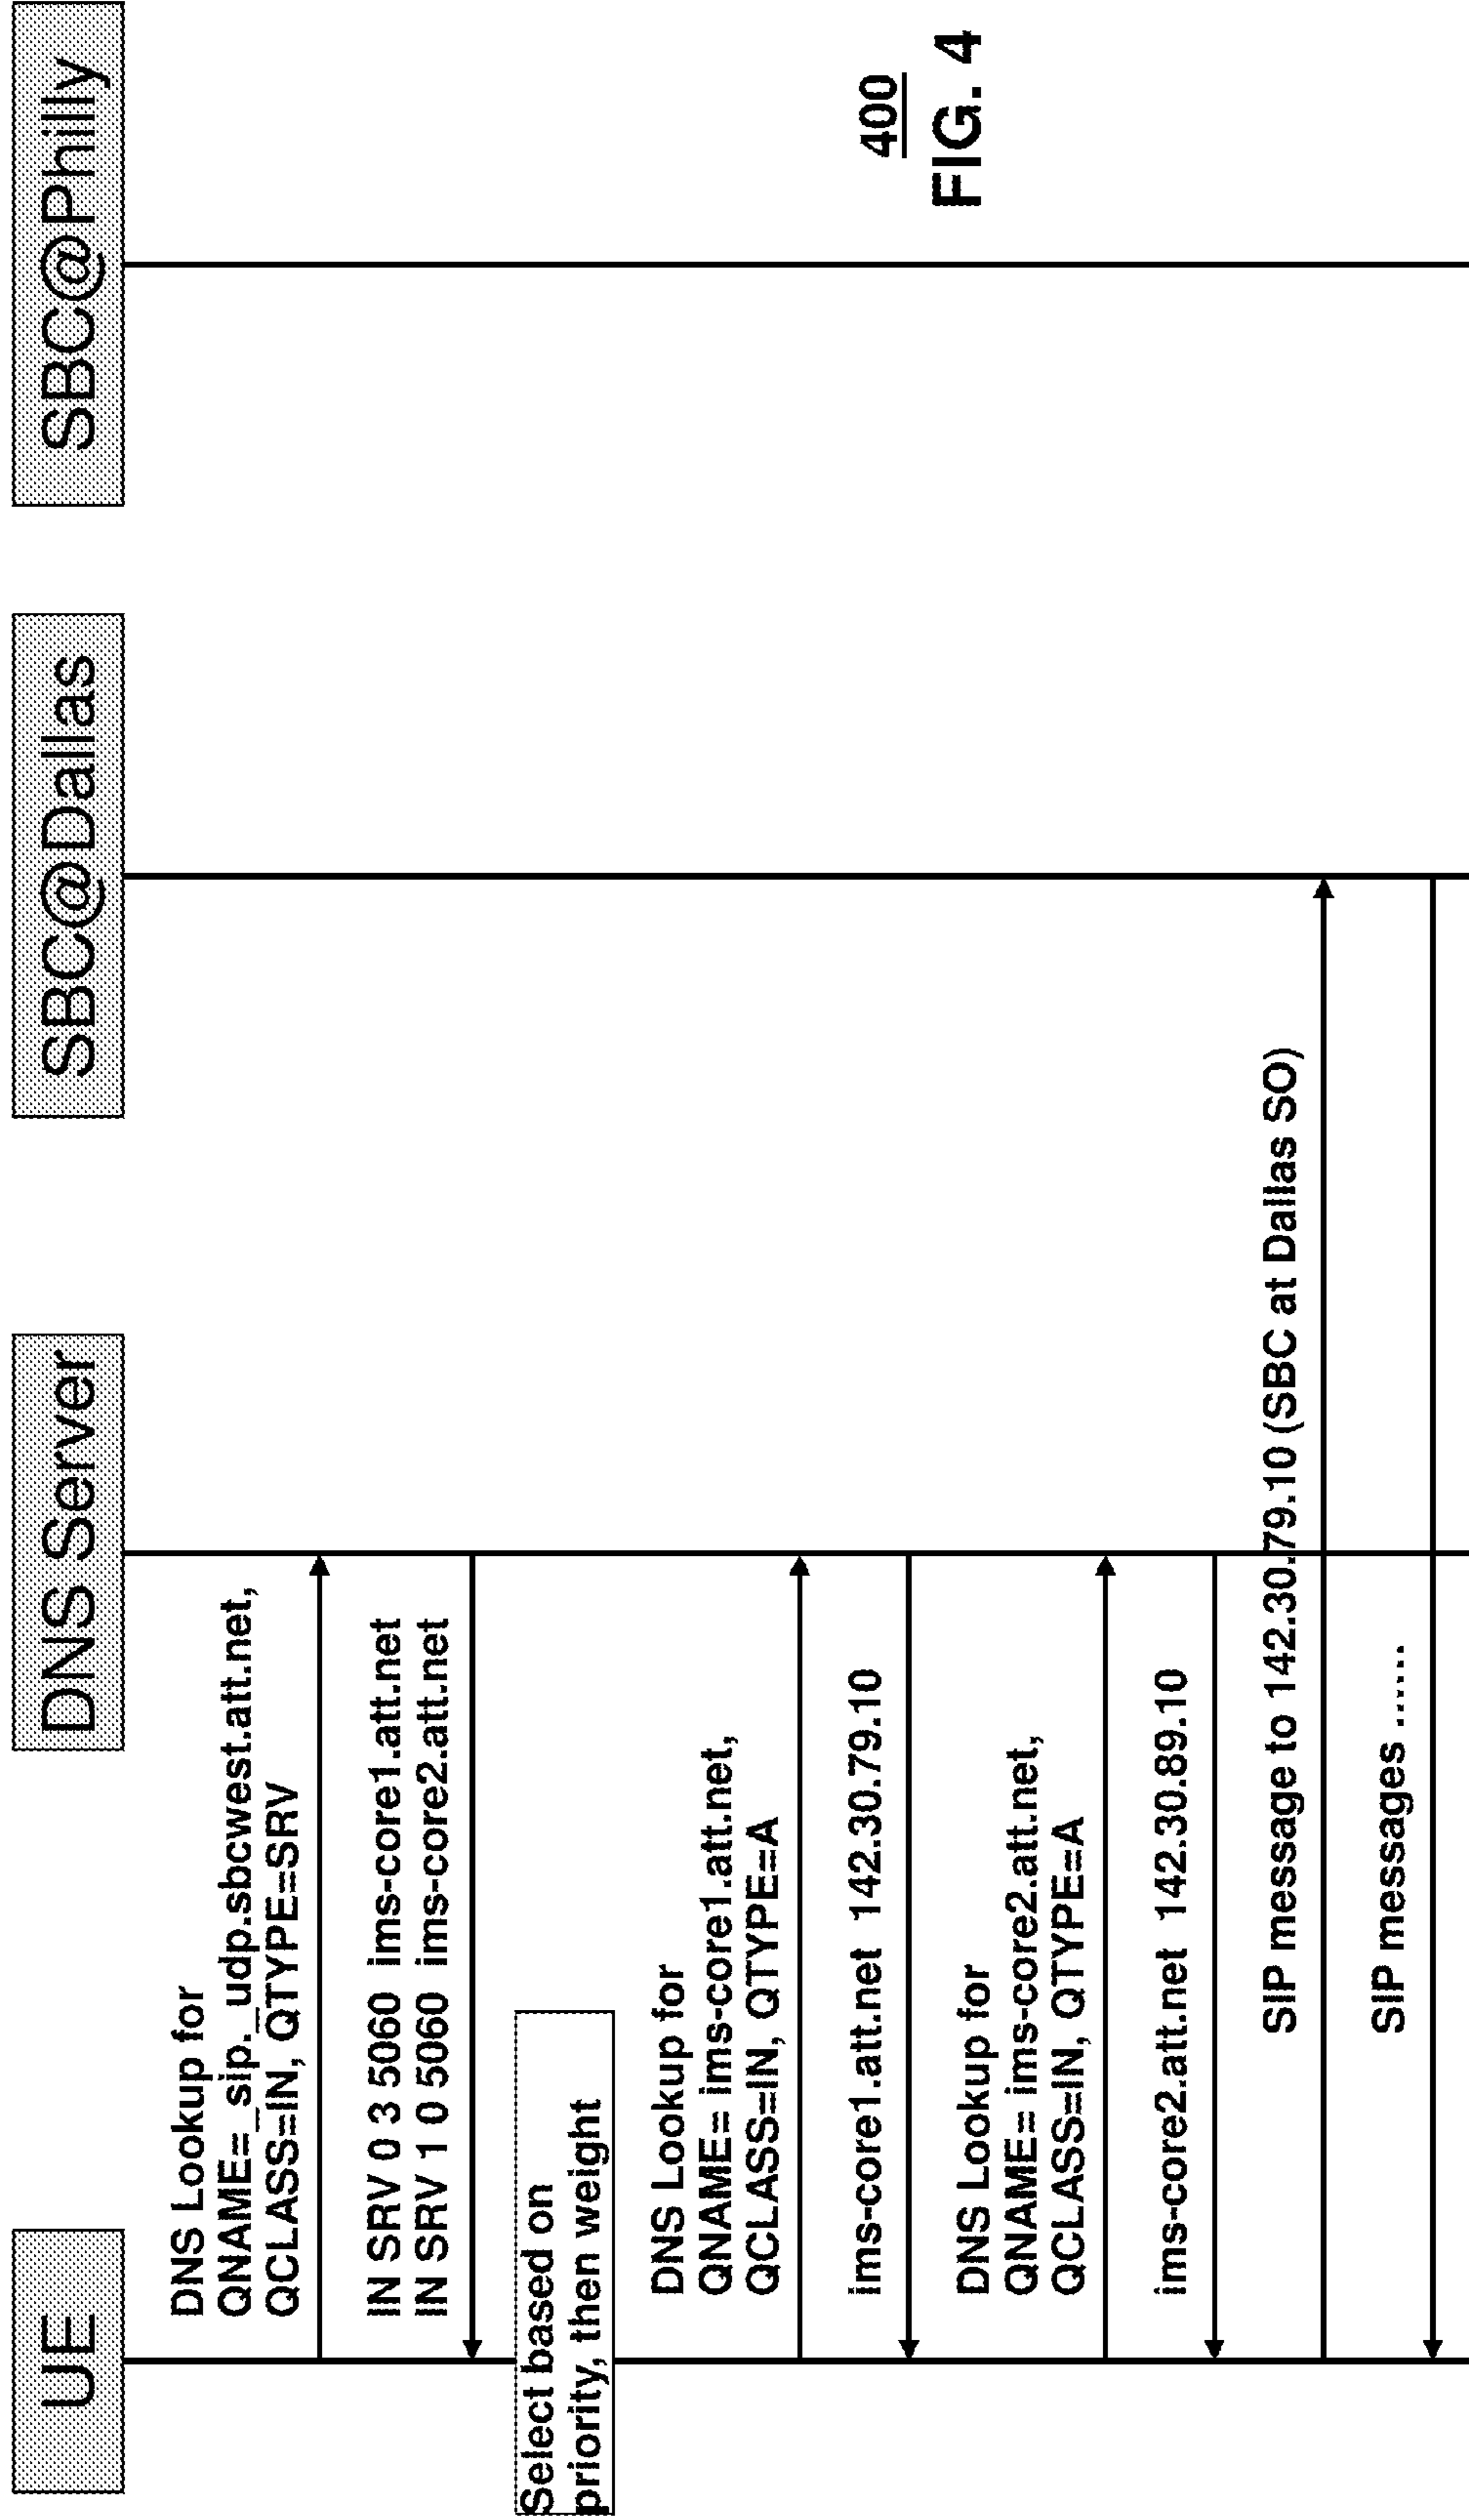 UE
DNS Server
SBC@Dallas
SBC@Philly
DNS Lookup for
QNAME=_sip._udp.sbcwest.att.net,
QCLASS=IN, QTYPE=SRV
IN SRV 0 3 5060 ims-core1.att.net
IN SRV 1 0 5060 ims-core2.att.net
Select based on
priority, then weight
DNS Lookup for
QNAME= ims-core1.att.net,
QCLASS=IN, QTYPE=A
ims-core1.att.net 142.30.79.10
DNS Lookup for
QNAME= ims-core2.att.net,
QCLASS=IN, QTYPE=A
ims-core2.att.net 142.30.89.10
SIP message to 142.30.79.10 (SBC at Dallas SO)
SIP messages ......
400
FIG. 4